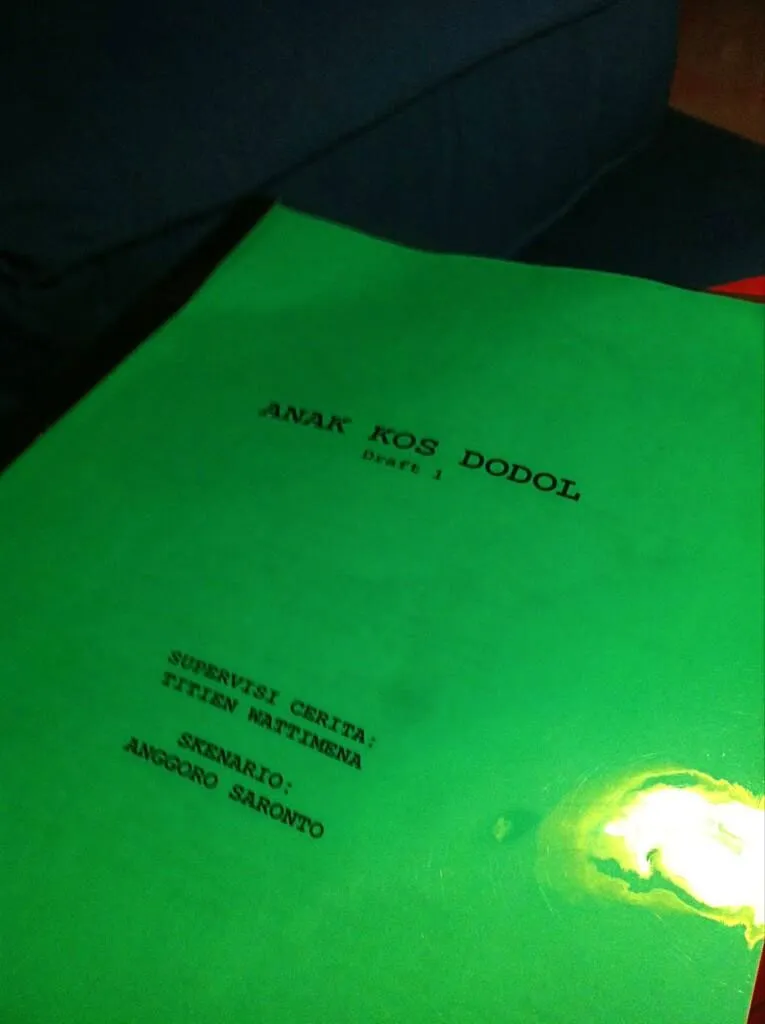 ANAK KOS DODOL
Draft 1
SUPERVISI CERITA:
TITIEN WATTIMENA
SKENARIO:
ANGGORO SARONTO